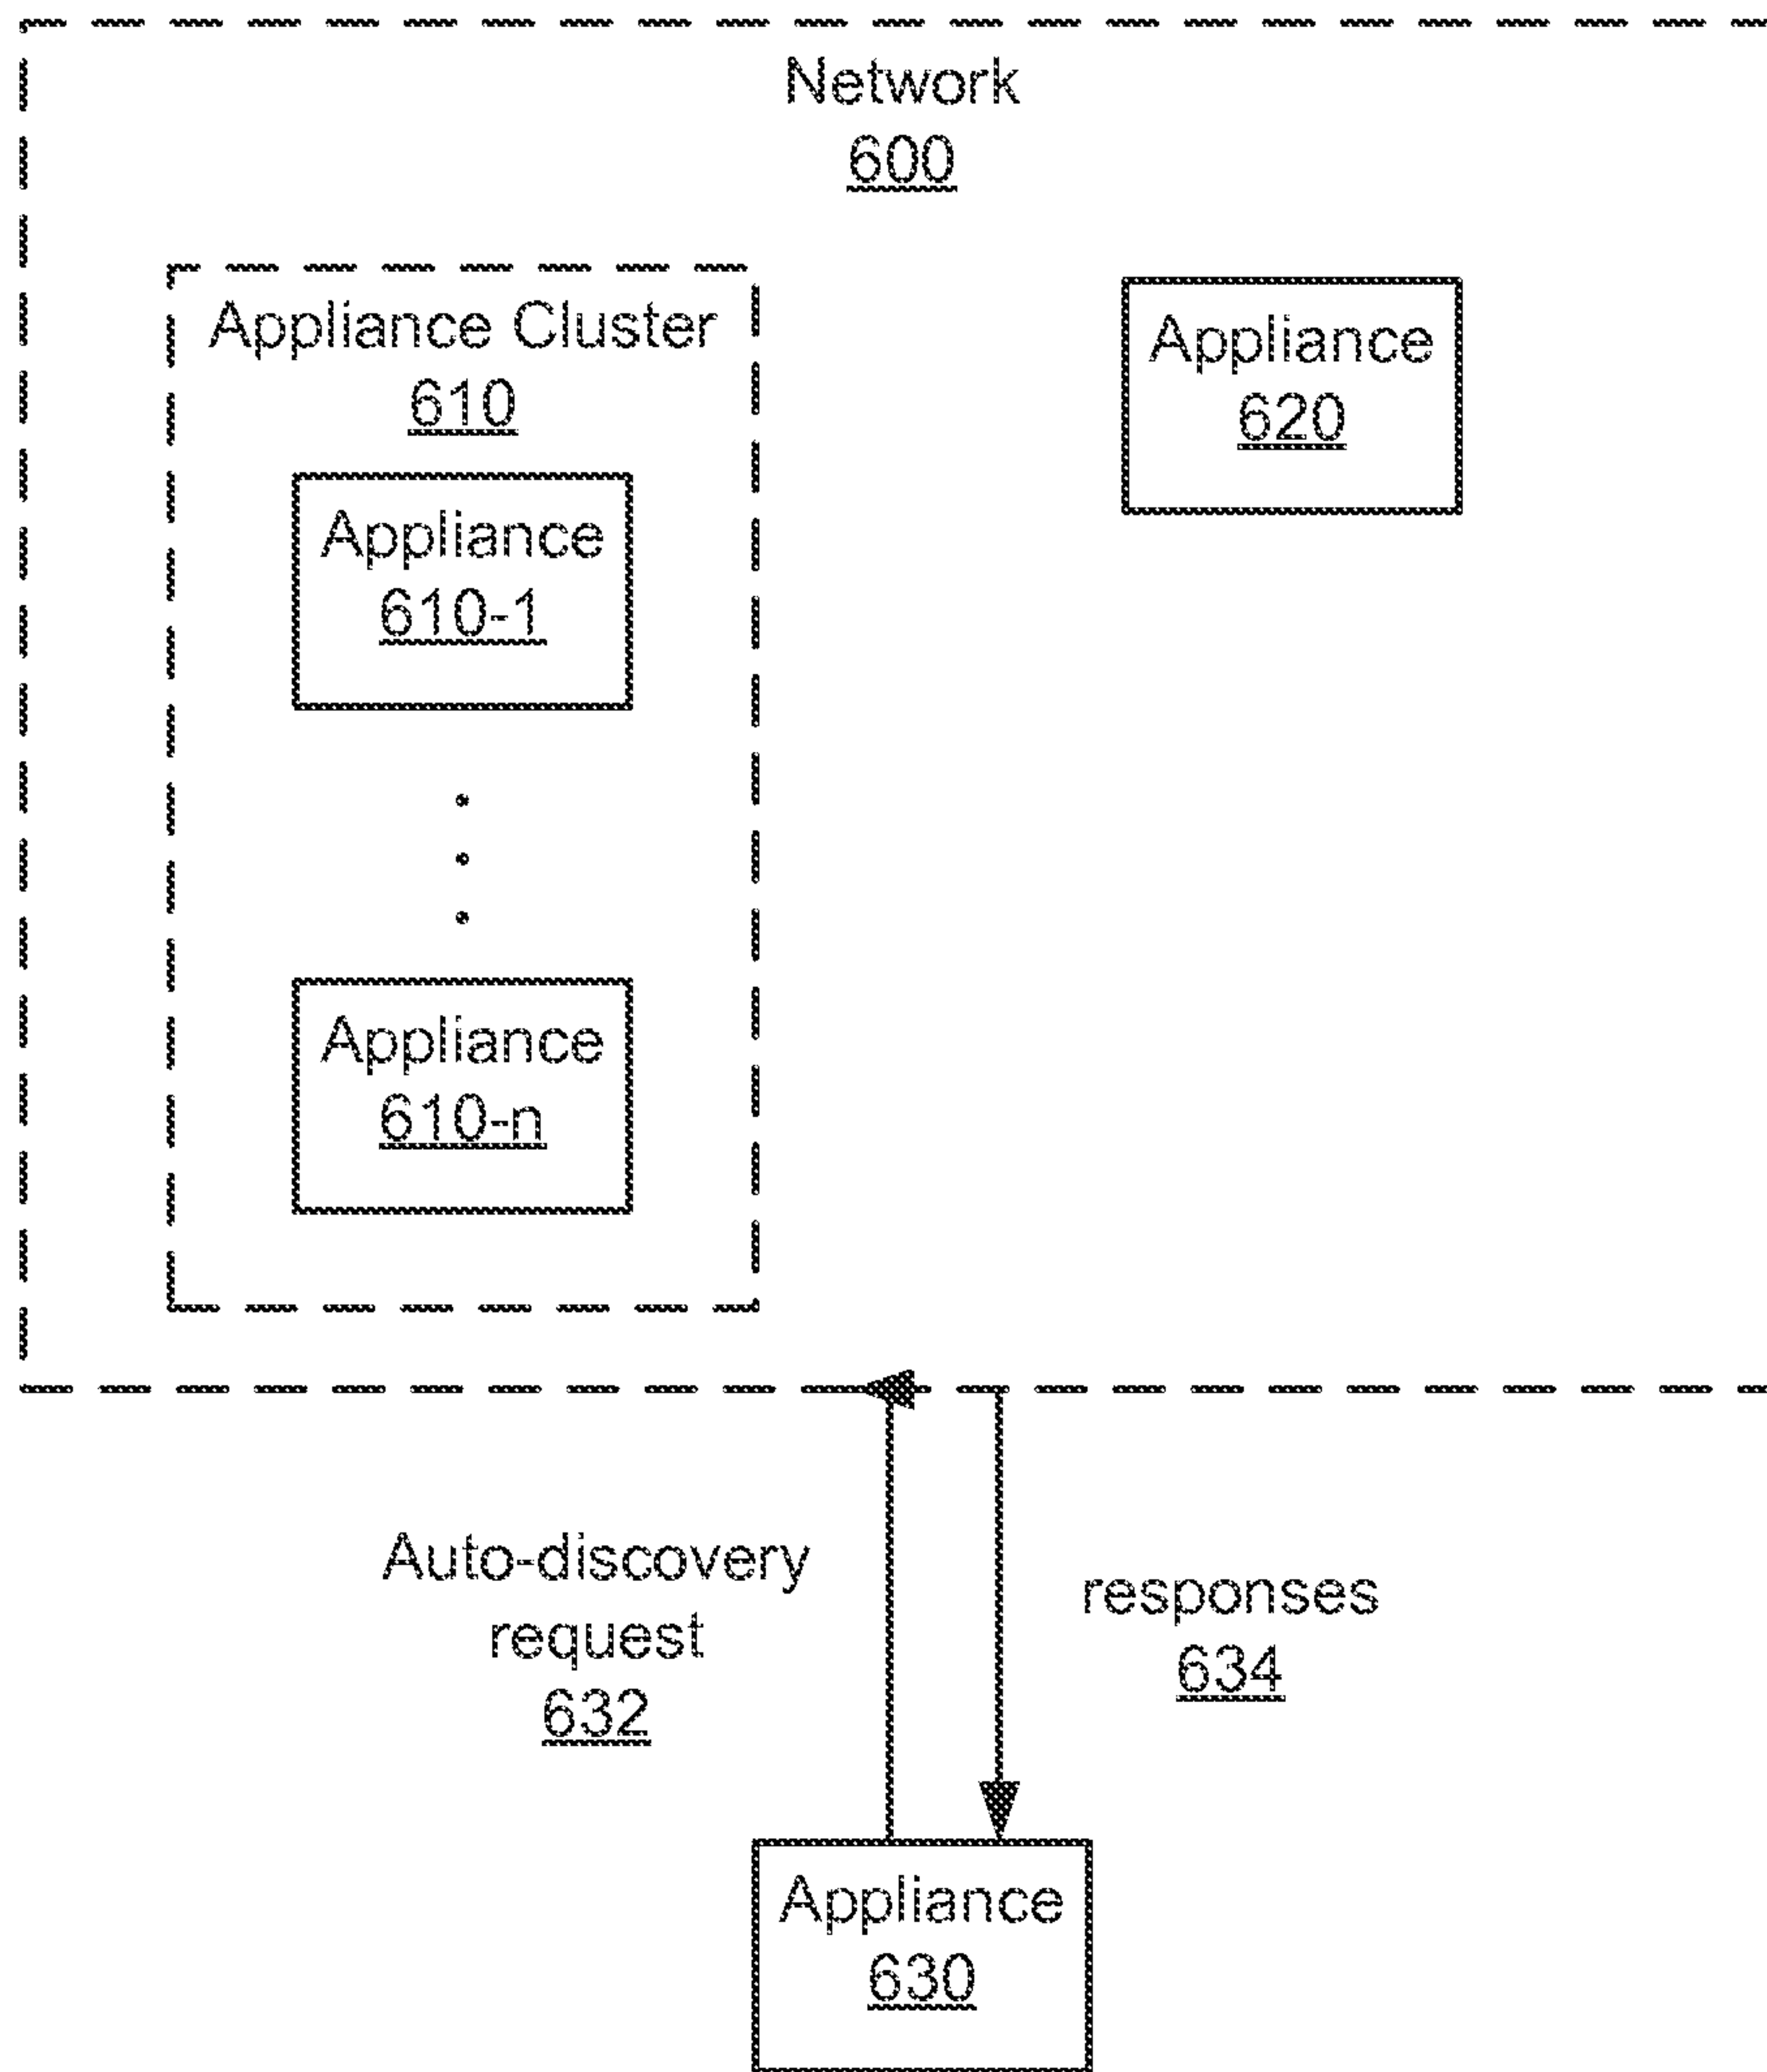 Network
600
Appliance Cluster
610
Appliance
620
Appliance
610-1
Appliance
610-n
Auto-discovery
request
632
responses
634
Appliance
630